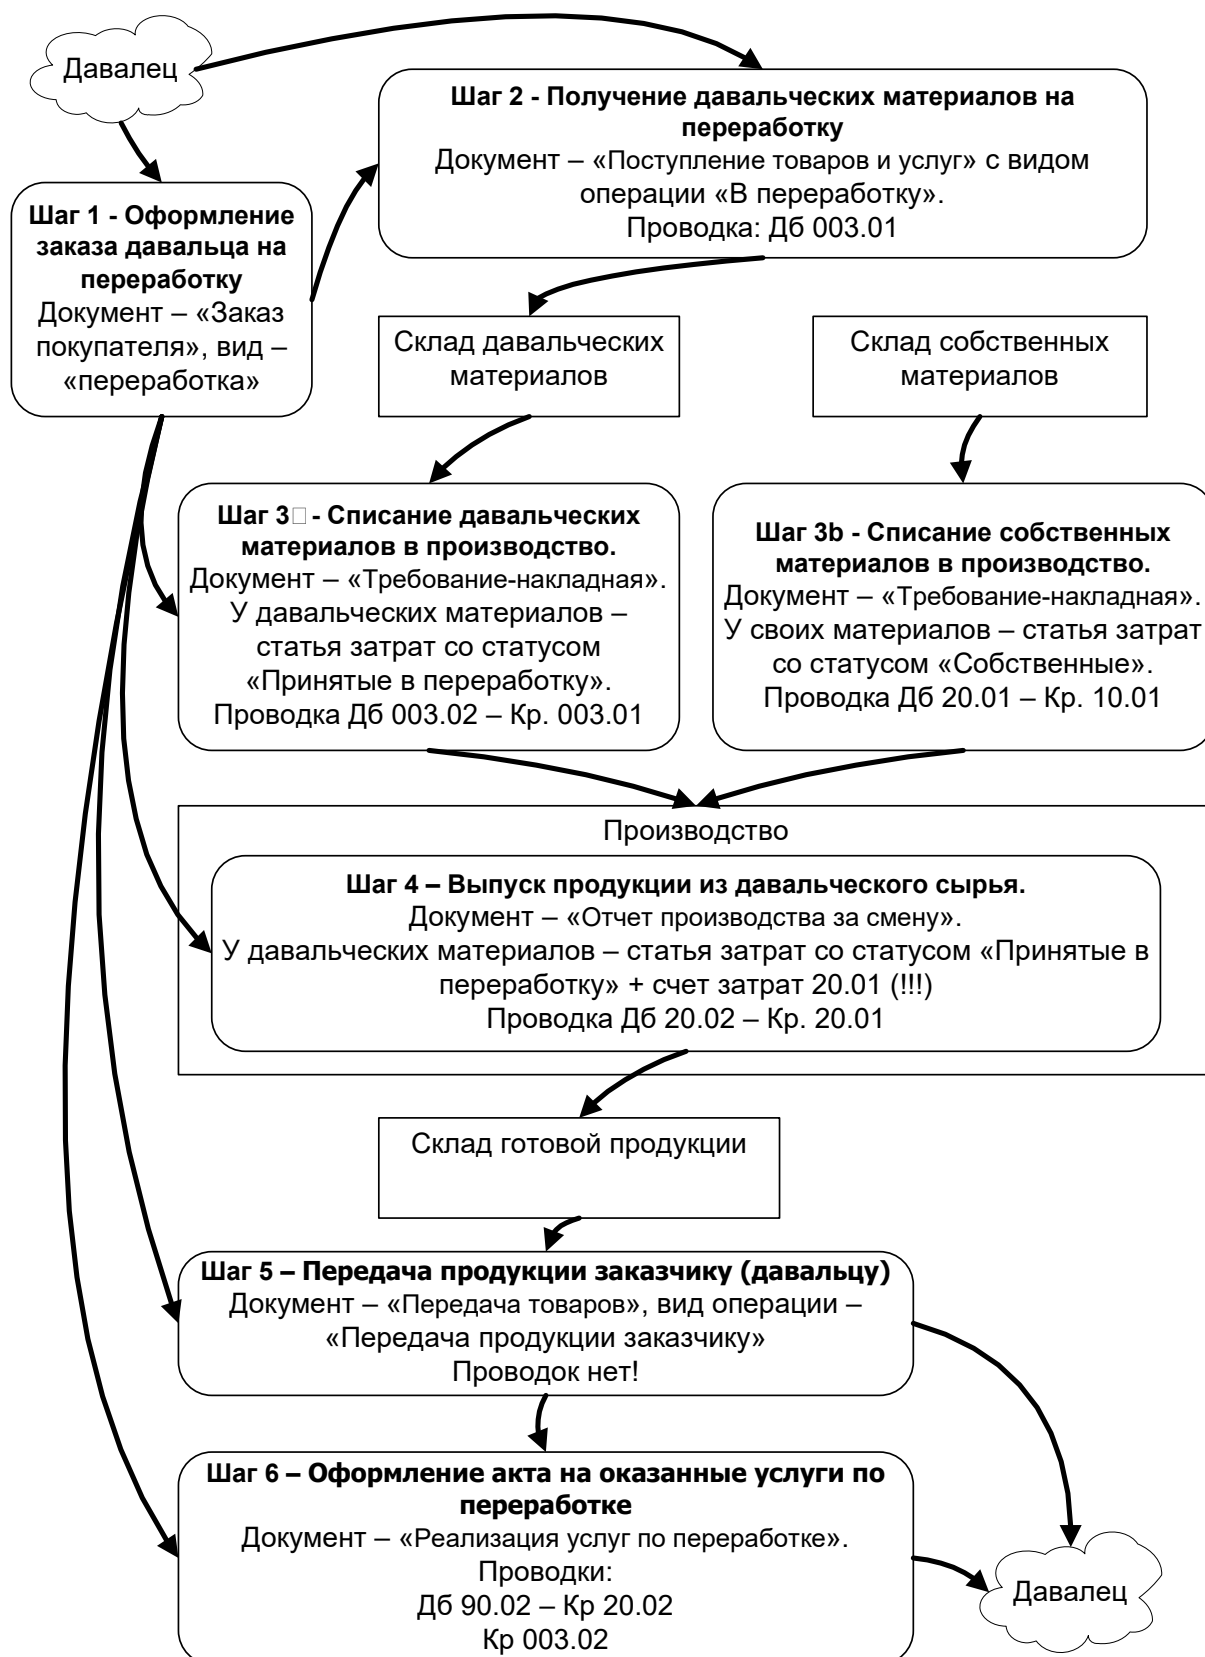 Давалец
Шаг 2 - Получение давальческих материалов на
переработку
Документ – «Поступление товаров и услуг» с видом
операции «В переработку».
Проводка: Дб 003.01
Шаг 1 - Оформление
заказа давальца на
переработку
Документ – «Заказ
покупателя», вид –
«переработка»
Склад давальческих
материалов
Склад собственных
материалов
Шаг 3□ - Списание давальческих
материалов в производство.
Документ – «Требование-накладная».
У давальческих материалов –
статья затрат со статусом
«Принятые в переработку».
Проводка Дб 003.02 – Кр. 003.01
Шаг 3b - Списание собственных
материалов в производство.
Документ – «Требование-накладная».
У своих материалов – статья затрат
со статусом «Собственные».
Проводка Дб 20.01 – Кр. 10.01
Производство
Шаг 4 – Выпуск продукции из давальческого сырья.
Документ – «Отчет производства за смену».
У давальческих материалов – статья затрат со статусом «Принятые в
переработку» + счет затрат 20.01 (!!!)
Проводка Дб 20.02 – Кр. 20.01
Склад готовой продукции
Шаг 5 – Передача продукции заказчику (давальцу)
Документ – «Передача товаров», вид операции –
«Передача продукции заказчику»
Проводок нет!
Шаг 6 – Оформление акта на оказанные услуги по
переработке
Документ – «Реализация услуг по переработке».
Проводки:
Дб 90.02 – Кр 20.02
Кр 003.02
Давалец